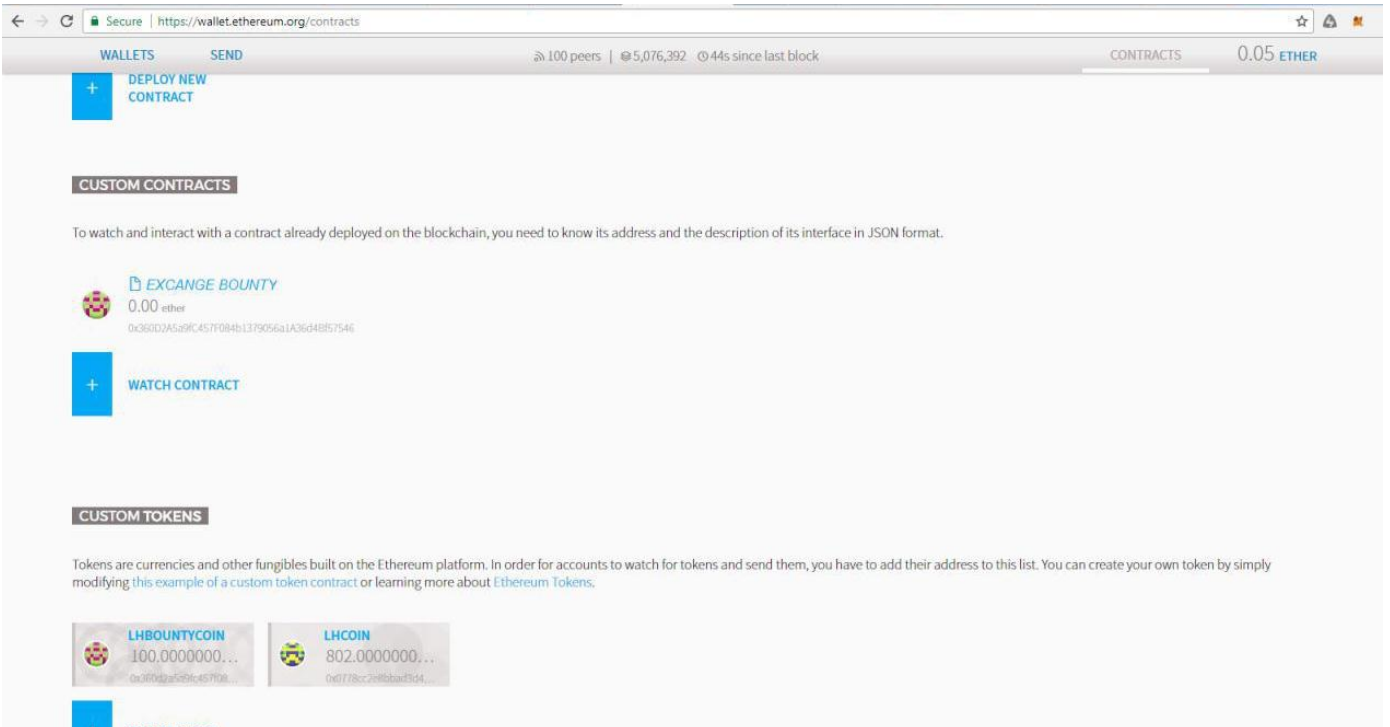 Secure | https://wallet.ethereum.org/contracts
WALLETS SEND 100 peers | 5,076,392 44s since last block CONTRACTS 0.05 ETHER
DEPLOY NEW
CONTRACT
CUSTOM CONTRACTS
To watch and interact with a contract already deployed on the blockchain, you need to know its address and the description of its interface in JSON format.
EXCANGE BOUNTY
0.00 ether
0x360D2A5a9fC457F084b1379056a1A36d48f57546
WATCH CONTRACT
CUSTOM TOKENS
Tokens are currencies and other fungibles built on the Ethereum platform. In order for accounts to watch for tokens and send them, you have to add their address to this list. You can create your own token by simply
modifying this example of a custom token contract or learning more about Ethereum Tokens.
LHBOUNTYCOIN LHCOIN
100.0000000... 802.0000000...
0x360d2a5a9fc457f08...